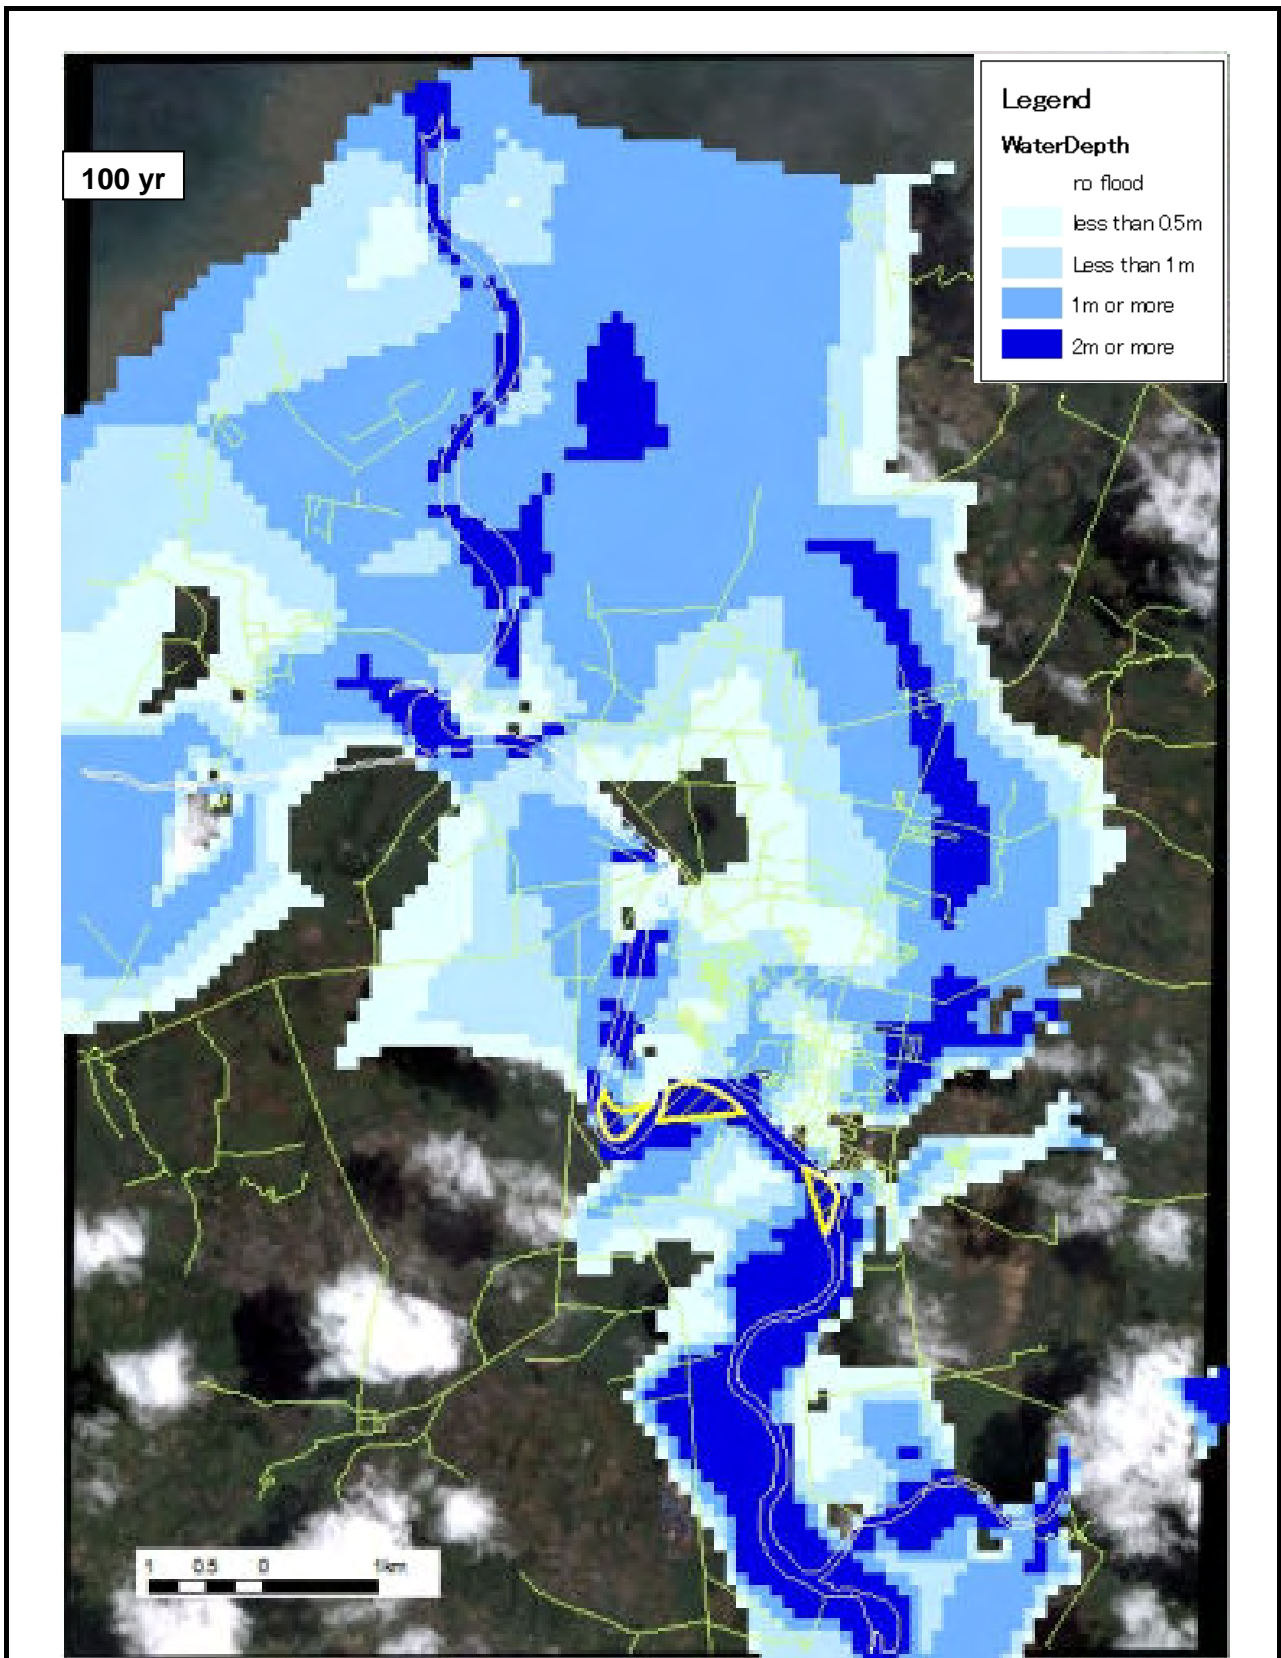 100 yr
Legend
WaterDepth
no flood
less than 0.5m
Less than 1m
1m or more
2m or more
1 0.5 0 1km